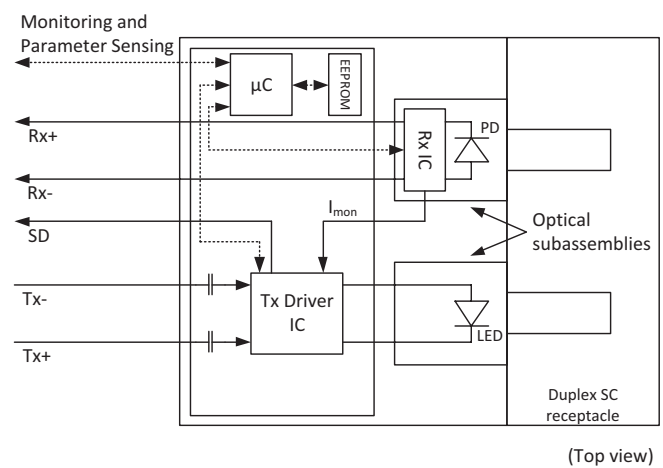 Monitoring and
Parameter Sensing
µC
EEPROM
Rx+
Rx IC
PD
Rx-
Imon
SD
Optical
subassemblies
Tx-
Tx Driver
IC
LED
Tx+
Duplex SC
receptacle
(Top view)